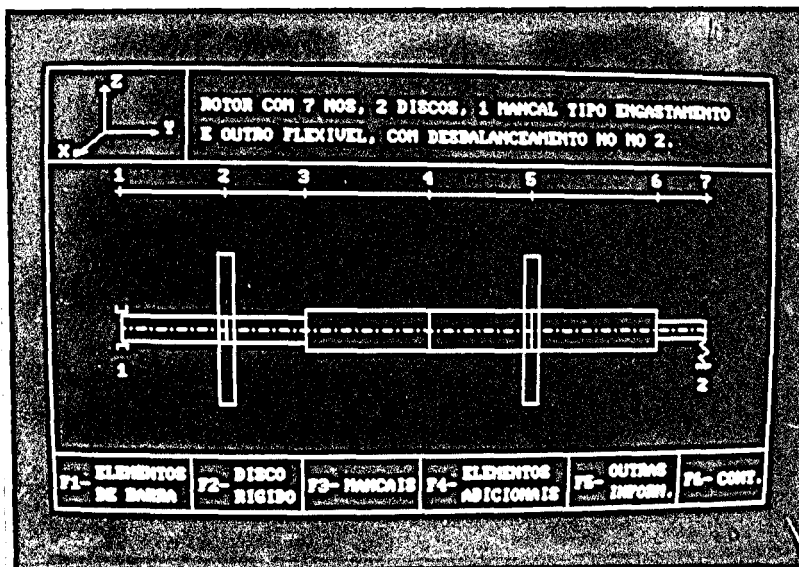 Z
Y
X
ROTOR COM 7 NOS, 2 DISCOS, 1 MANCAL TIPO ENGASTAMENTO
E OUTRO FLEXIVEL, COM DESBALANCEAMENTO NO NO 2.
1 2 3 4 5 6 7
1
2
F1- ELEMENTOS DE BARRA
F2- DISCO RIGIDO
F3- MANCAIS
F4- ELEMENTOS ADICIONAIS
F5- OUTRAS INFORM.
F6- CONT.